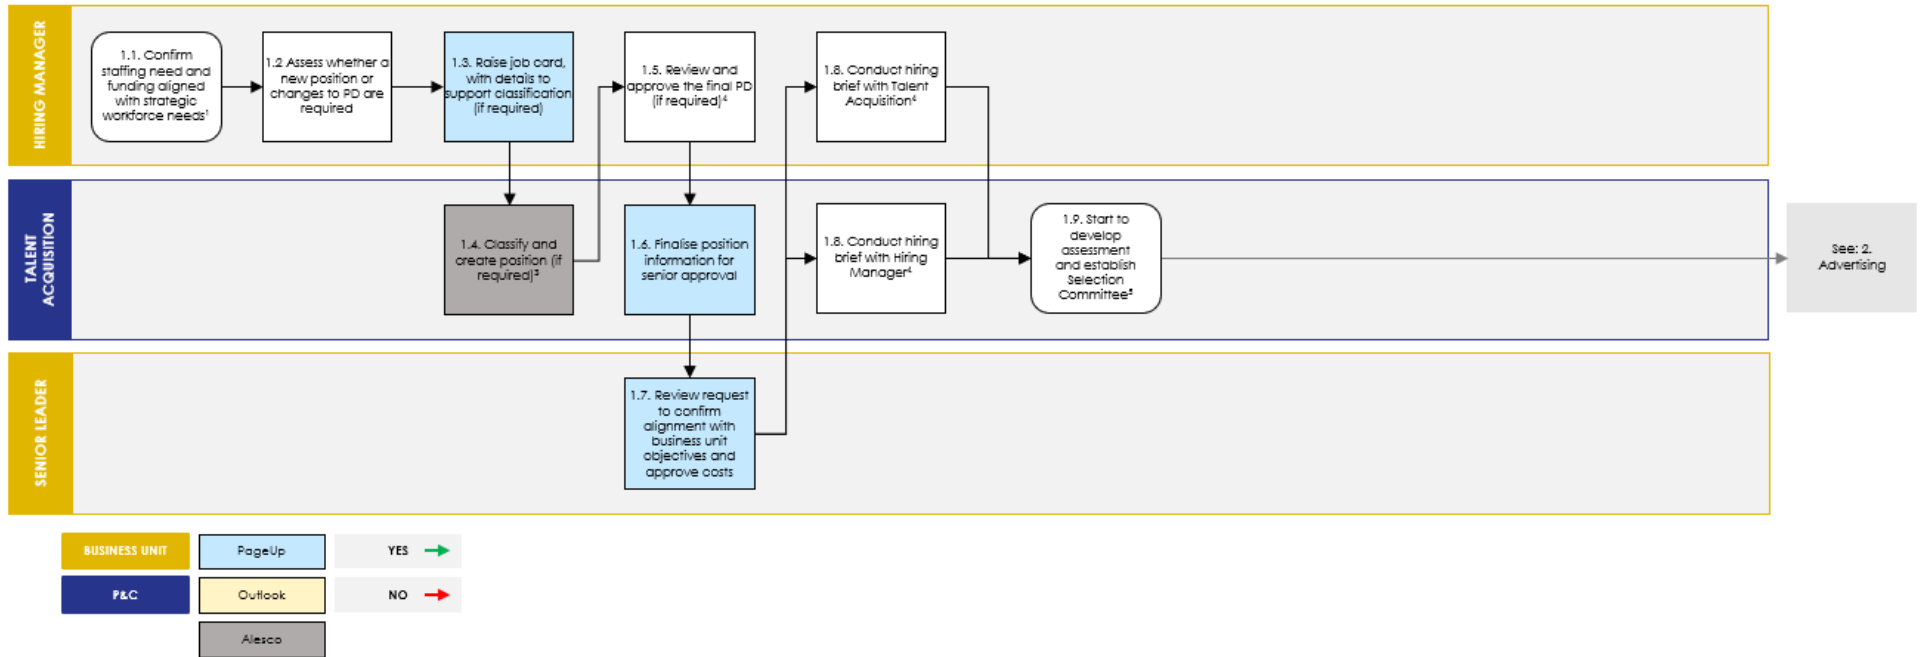 HIRING MANAGER
1.1. Confirm
staffing need and
funding aligned
with strategic
workforce needs¹
1.2 Assess whether a
new position or
changes to PD are
required
1.3. Raise job card,
with details to
support classification
(if required)
1.5. Review and
approve the final PD
(if required)⁴
1.8. Conduct hiring
brief with Talent
Acquisition⁴
TALENT
ACQUISITION
1.4. Classify and
create position (if
required)³
1.6. Finalise position
information for
senior approval
1.8. Conduct hiring
brief with Hiring
Manager⁴
1.9. Start to
develop
assessment
and establish
Selection
Committee⁵
See: 2.
Advertising
SENIOR LEADER
1.7. Review request
to confirm
alignment with
business unit
objectives and
approve costs
BUSINESS UNIT
PageUp
YES
P&C
Outlook
NO
Alesco